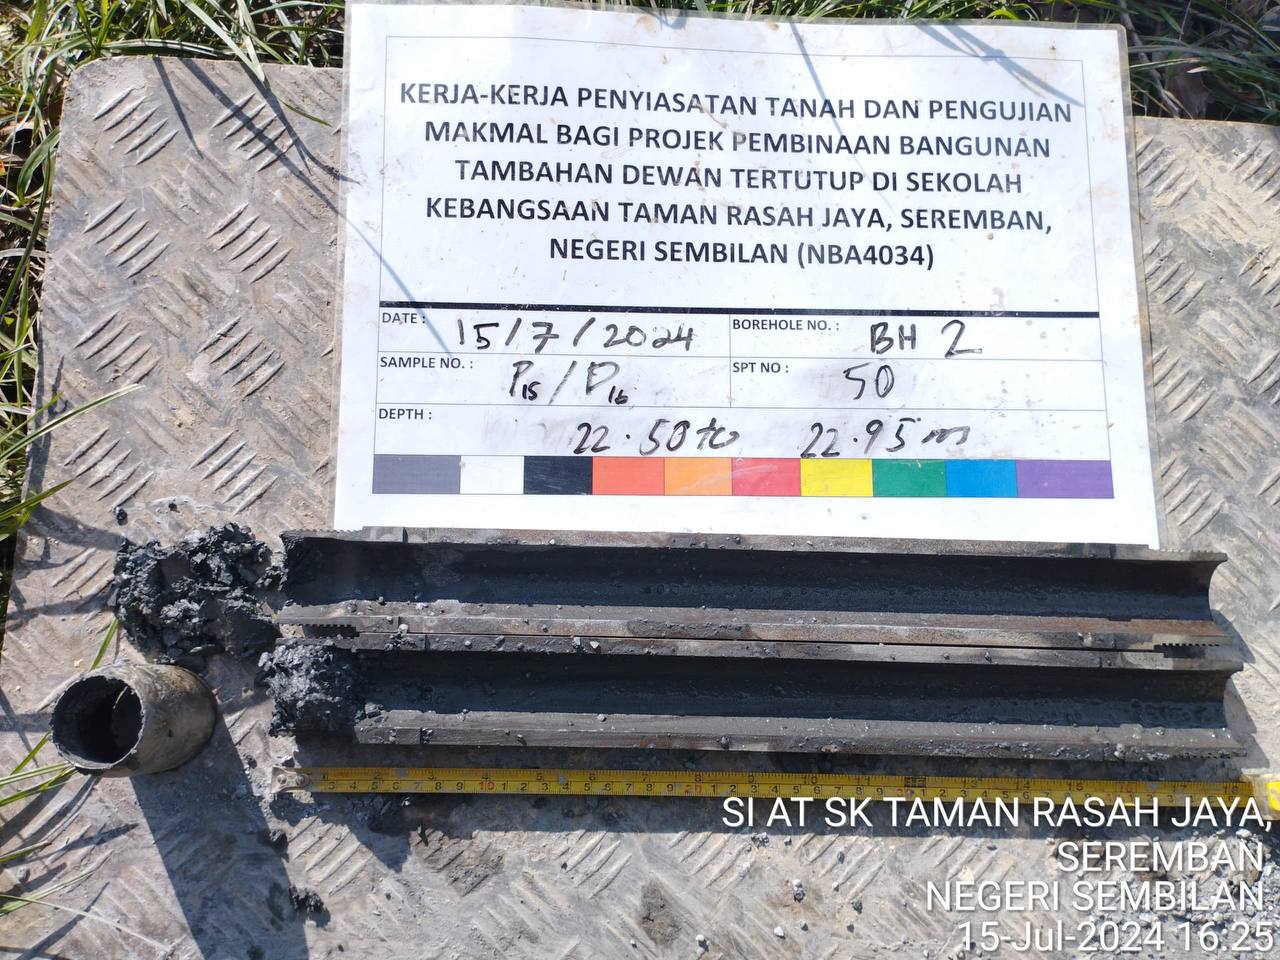 KERJA-KERJA PENYIASATAN TANAH DAN PENGUJIAN
MAKMAL BAGI PROJEK PEMBINAAN BANGUNAN
TAMBAHAN DEWAN TERTUTUP DI SEKOLAH
KEBANGSAAN TAMAN RASAH JAYA, SEREMBAN,
NEGERI SEMBILAN (NBA4034)
DATE : 15/7/2024 BOREHOLE NO. : BH 2
SAMPLE NO. : P15/D16 SPT NO : 50
DEPTH : 22.50 to 22.95 m
SI AT SK TAMAN RASAH JAYA,
SEREMBAN
NEGERI SEMBILAN
15-Jul-2024 16:25